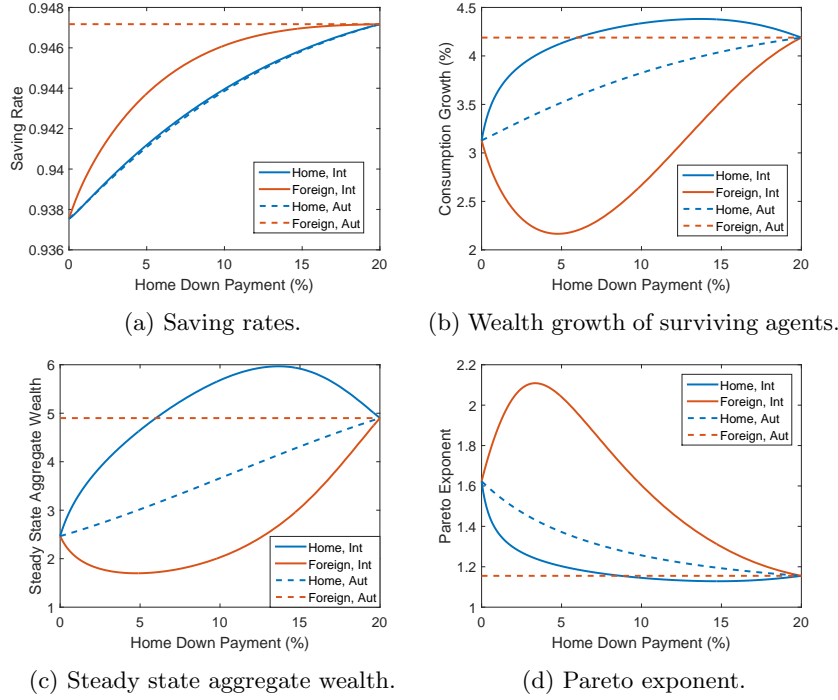 0.948
0.946
0.944
0.942
0.94
0.938
0.936
Saving Rate
Home, Int
Foreign, Int
Home, Aut
Foreign, Aut
0 5 10 15 20
Home Down Payment (%)
(a) Saving rates.
4.5
4
3.5
3
2.5
2
Consumption Growth (%)
Home, Int
Foreign, Int
Home, Aut
Foreign, Aut
0 5 10 15 20
Home Down Payment (%)
(b) Wealth growth of surviving agents.
6
5
4
3
2
1
Steady State Aggregate Wealth
Home, Int
Foreign, Int
Home, Aut
Foreign, Aut
0 5 10 15 20
Home Down Payment (%)
(c) Steady state aggregate wealth.
2.2
2
1.8
1.6
1.4
1.2
1
Pareto Exponent
Home, Int
Foreign, Int
Home, Aut
Foreign, Aut
0 5 10 15 20
Home Down Payment (%)
(d) Pareto exponent.